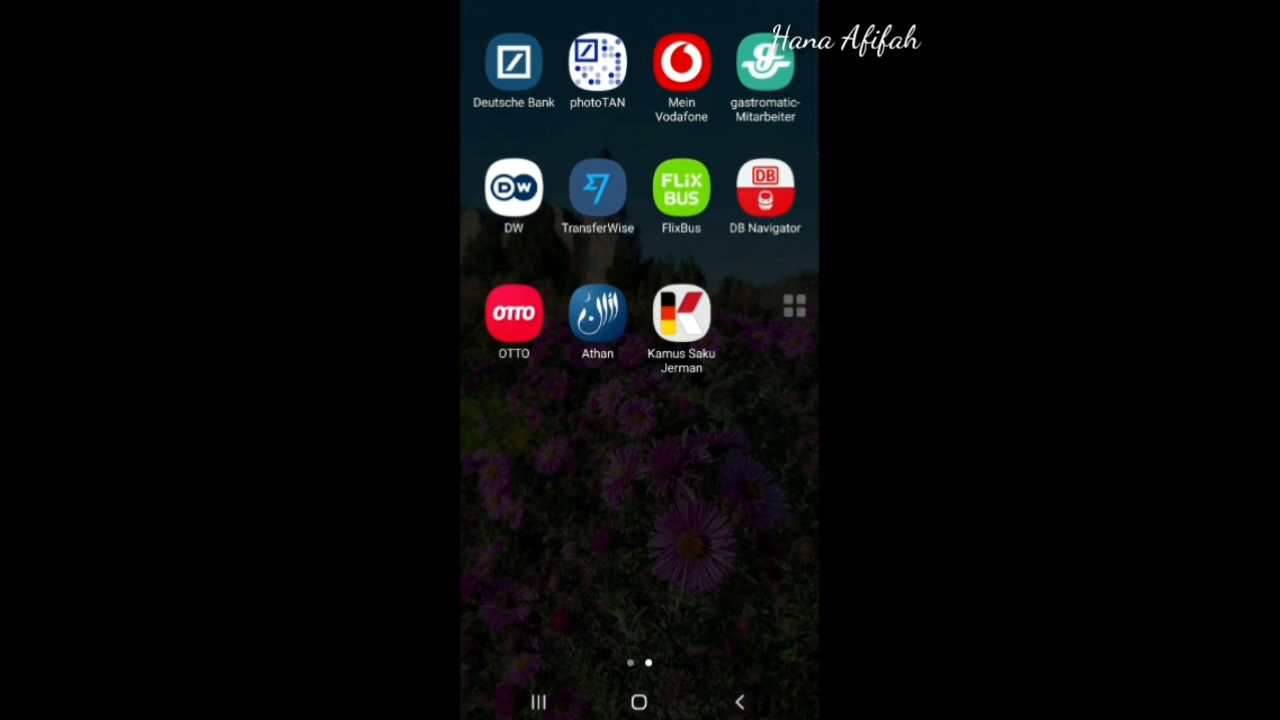 Hana Afifah
Deutsche Bank
photoTAN
Mein
Vodafone
gastromatic-
Mitarbeiter
DW
DW
TransferWise
FLiX
BUS
FlixBus
DB
DB Navigator
OTTO
OTTO
Athan
K
Kamus Saku
Jerman